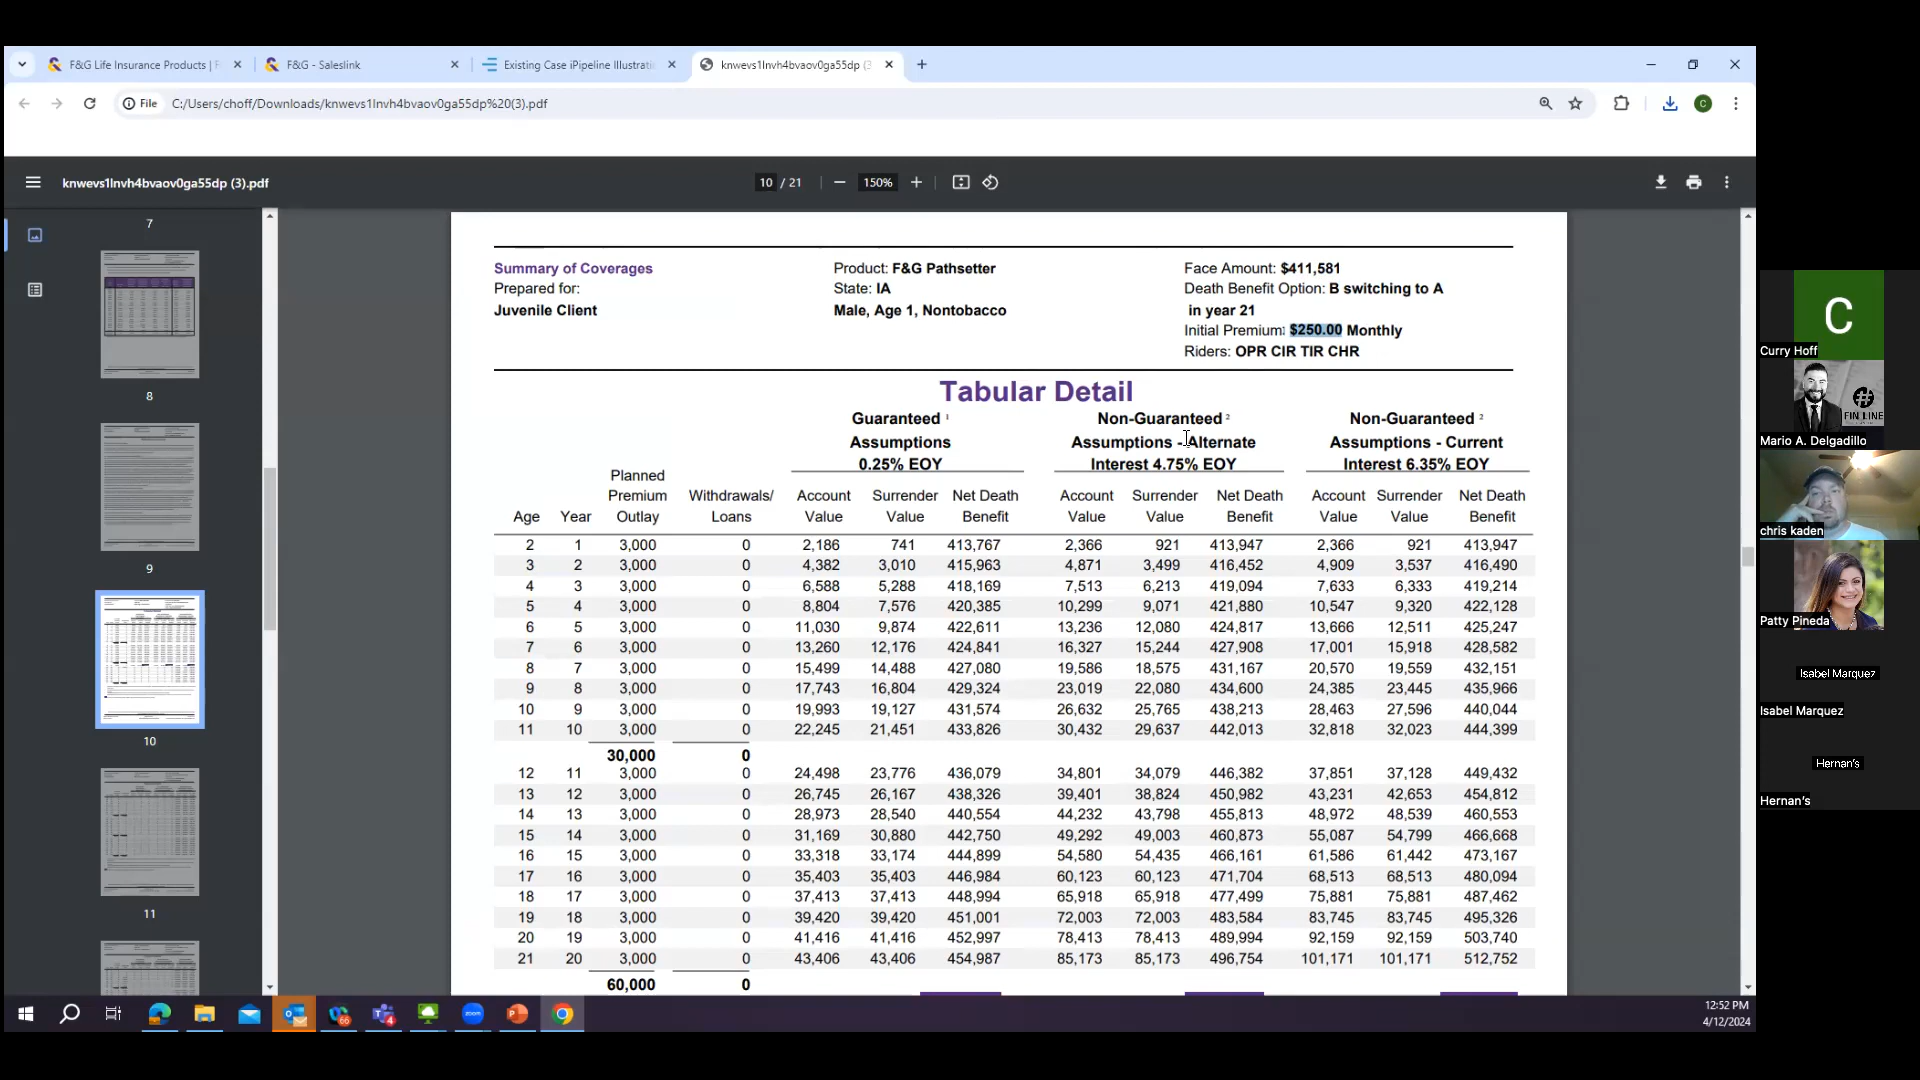 F&G Life Insurance Products | F
F&G - Saleslink
Existing Case iPipeline Illustrati
knwevs1lnvh4bvaov0ga55dp (3
File C:/Users/choff/Downloads/knwevs1lnvh4bvaov0ga55dp%20(3).pdf
C
knwevs1lnvh4bvaov0ga55dp (3).pdf
10 / 21
150%
7
8
9
10
11
Summary of Coverages
Prepared for:
Juvenile Client
Product: F&G Pathsetter
State: IA
Male, Age 1, Nontobacco
Face Amount: $411,581
Death Benefit Option: B switching to A
in year 21
Initial Premium: $250.00 Monthly
Riders: OPR CIR TIR CHR
Tabular Detail
Guaranteed 1 Non-Guaranteed 2 Non-Guaranteed 2
Assumptions Assumptions - Alternate Assumptions - Current
0.25% EOY Interest 4.75% EOY Interest 6.35% EOY
Planned
Premium Withdrawals/ Account Surrender Net Death Account Surrender Net Death Account Surrender Net Death
Age Year Outlay Loans Value Value Benefit Value Value Benefit Value Value Benefit
2 1 3,000 0 2,186 741 413,767 2,366 921 413,947 2,366 921 413,947
3 2 3,000 0 4,382 3,010 415,963 4,871 3,499 416,452 4,909 3,537 416,490
4 3 3,000 0 6,588 5,288 418,169 7,513 6,213 419,094 7,633 6,333 419,214
5 4 3,000 0 8,804 7,576 420,385 10,299 9,071 421,880 10,547 9,320 422,128
6 5 3,000 0 11,030 9,874 422,611 13,236 12,080 424,817 13,666 12,511 425,247
7 6 3,000 0 13,260 12,176 424,841 16,327 15,244 427,908 17,001 15,918 428,582
8 7 3,000 0 15,499 14,488 427,080 19,586 18,575 431,167 20,570 19,559 432,151
9 8 3,000 0 17,743 16,804 429,324 23,019 22,080 434,600 24,385 23,445 435,966
10 9 3,000 0 19,993 19,127 431,574 26,632 25,765 438,213 28,463 27,596 440,044
11 10 3,000 0 22,245 21,451 433,826 30,432 29,637 442,013 32,818 32,023 444,399
30,000 0
12 11 3,000 0 24,498 23,776 436,079 34,801 34,079 446,382 37,851 37,128 449,432
13 12 3,000 0 26,745 26,167 438,326 39,401 38,824 450,982 43,231 42,653 454,812
14 13 3,000 0 28,973 28,540 440,554 44,232 43,798 455,813 48,972 48,539 460,553
15 14 3,000 0 31,169 30,880 442,750 49,292 49,003 460,873 55,087 54,799 466,668
16 15 3,000 0 33,318 33,174 444,899 54,580 54,435 466,161 61,586 61,442 473,167
17 16 3,000 0 35,403 35,403 446,984 60,123 60,123 471,704 68,513 68,513 480,094
18 17 3,000 0 37,413 37,413 448,994 65,918 65,918 477,499 75,881 75,881 487,462
19 18 3,000 0 39,420 39,420 451,001 72,003 72,003 483,584 83,745 83,745 495,326
20 19 3,000 0 41,416 41,416 452,997 78,413 78,413 489,994 92,159 92,159 503,740
21 20 3,000 0 43,406 43,406 454,987 85,173 85,173 496,754 101,171 101,171 512,752
60,000 0
C
Curry Hoff
FIN LINE
Mario A. Delgadillo
chris kaden
Patty Pineda
Isabel Marquez
Isabel Marquez
Hernan's
Hernan's
66
4
zoom
12:52 PM
4/12/2024